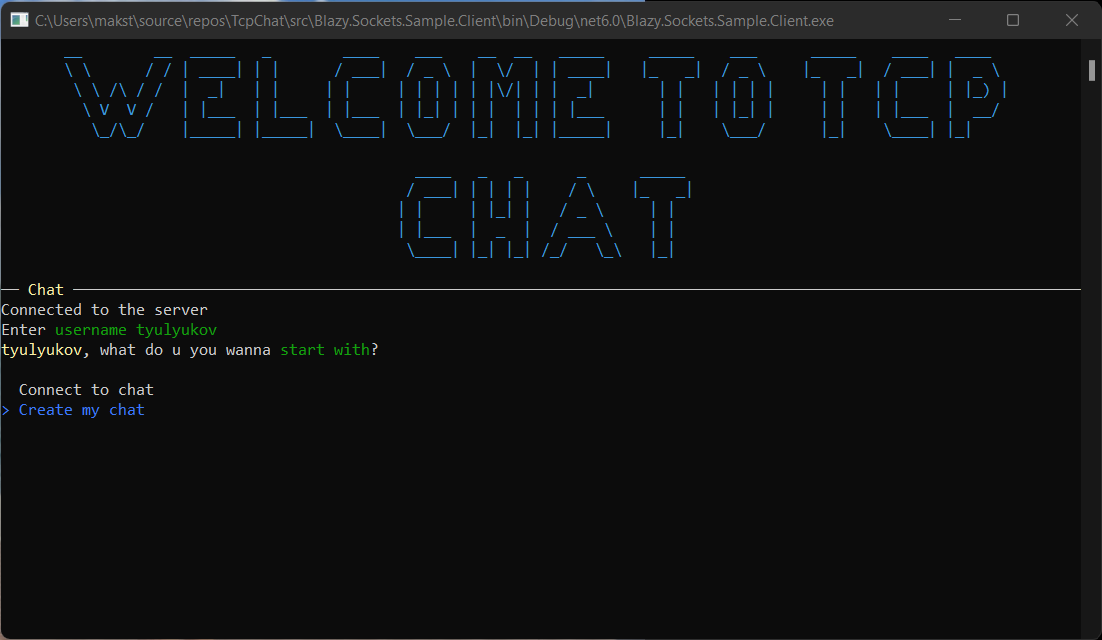 C:\Users\makst\source\repos\TcpChat\src\Blazy.Sockets.Sample.Client\bin\Debug\net6.0\Blazy.Sockets.Sample.Client.exe
WELCOME TO TCP
CHAT
Chat
Connected to the server
Enter username tyulyukov
tyulyukov, what do u you wanna start with?
Connect to chat
> Create my chat